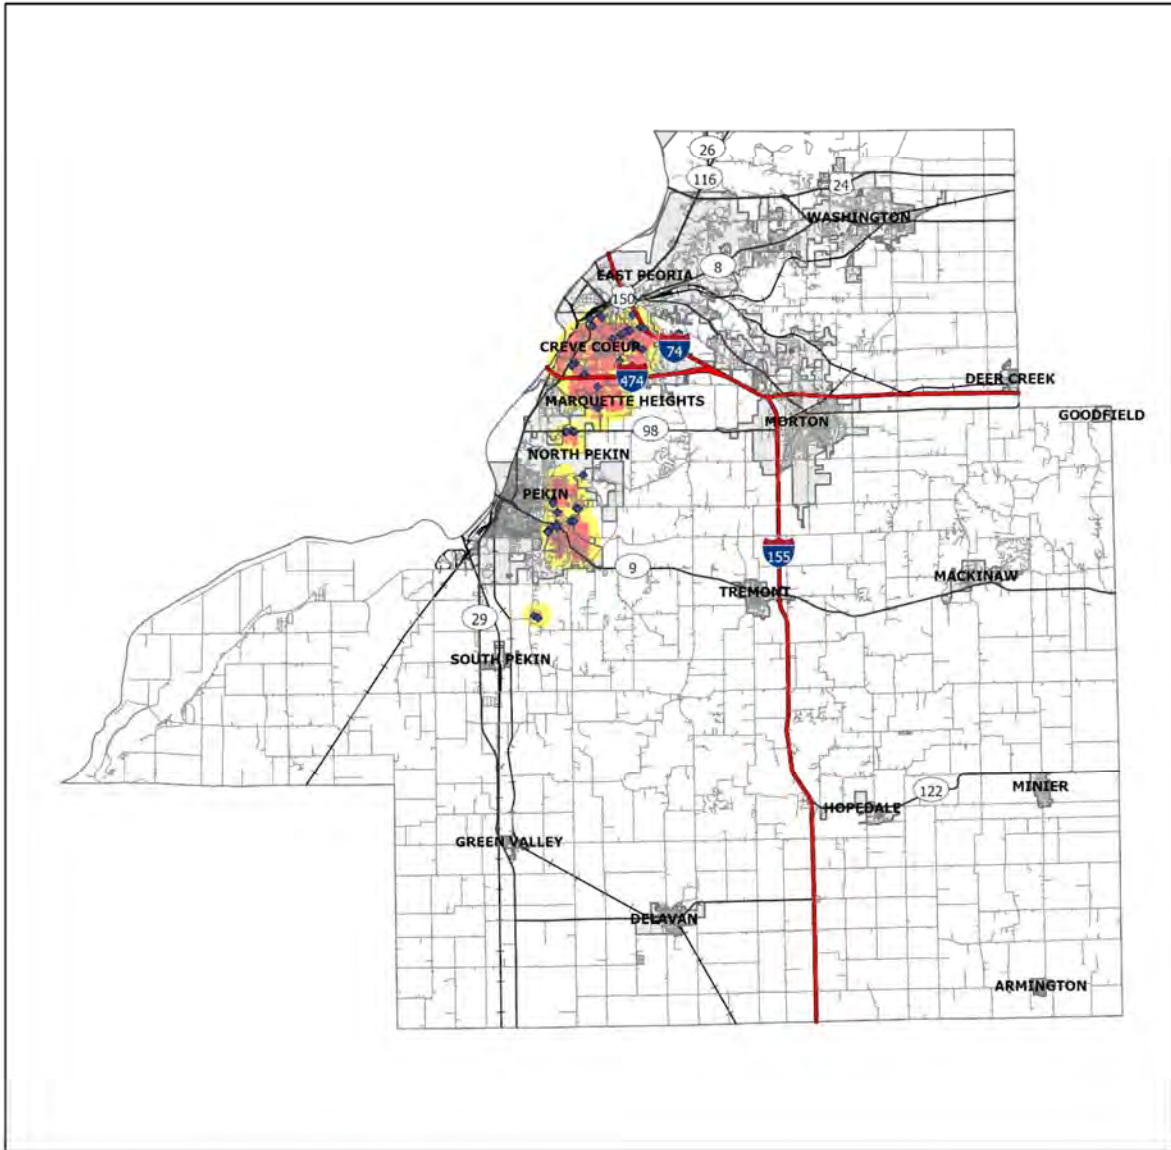 26
116
24
WASHINGTON
8
EAST PEORIA
150
CREVE COEUR
74
474
DEER CREEK
MARQUETTE HEIGHTS
GOODFIELD
MORTON
98
NORTH PEKIN
PEKIN
155
9
MACKINAW
TREMONT
29
SOUTH PEKIN
122
MINIER
HOPEDALE
GREEN VALLEY
DELAVAN
ARMINGTON